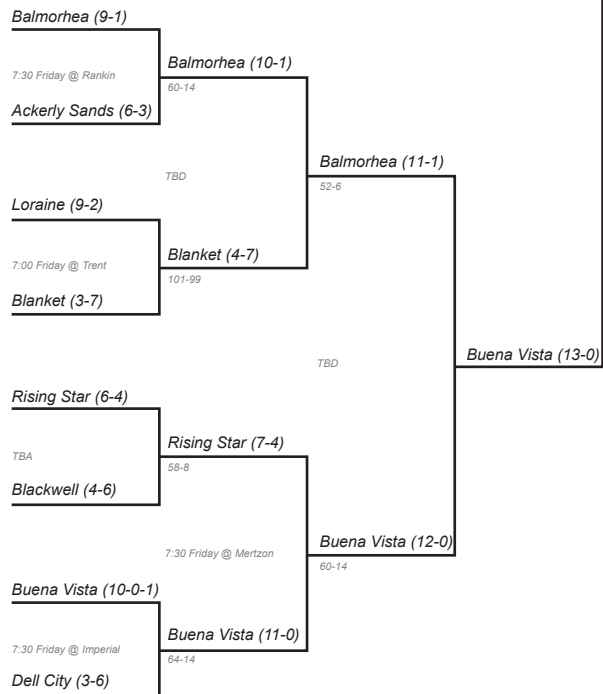 Balmorhea (9-1)
7:30 Friday @ Rankin
Ackerly Sands (6-3)
Balmorhea (10-1)
60-14
TBD
Loraine (9-2)
7:00 Friday @ Trent
Blanket (3-7)
Blanket (4-7)
101-99
Balmorhea (11-1)
52-6
TBD
Rising Star (6-4)
TBA
Blackwell (4-6)
Rising Star (7-4)
58-8
7:30 Friday @ Mertzon
Buena Vista (10-0-1)
7:30 Friday @ Imperial
Dell City (3-6)
Buena Vista (11-0)
64-14
Buena Vista (12-0)
60-14
Buena Vista (13-0)